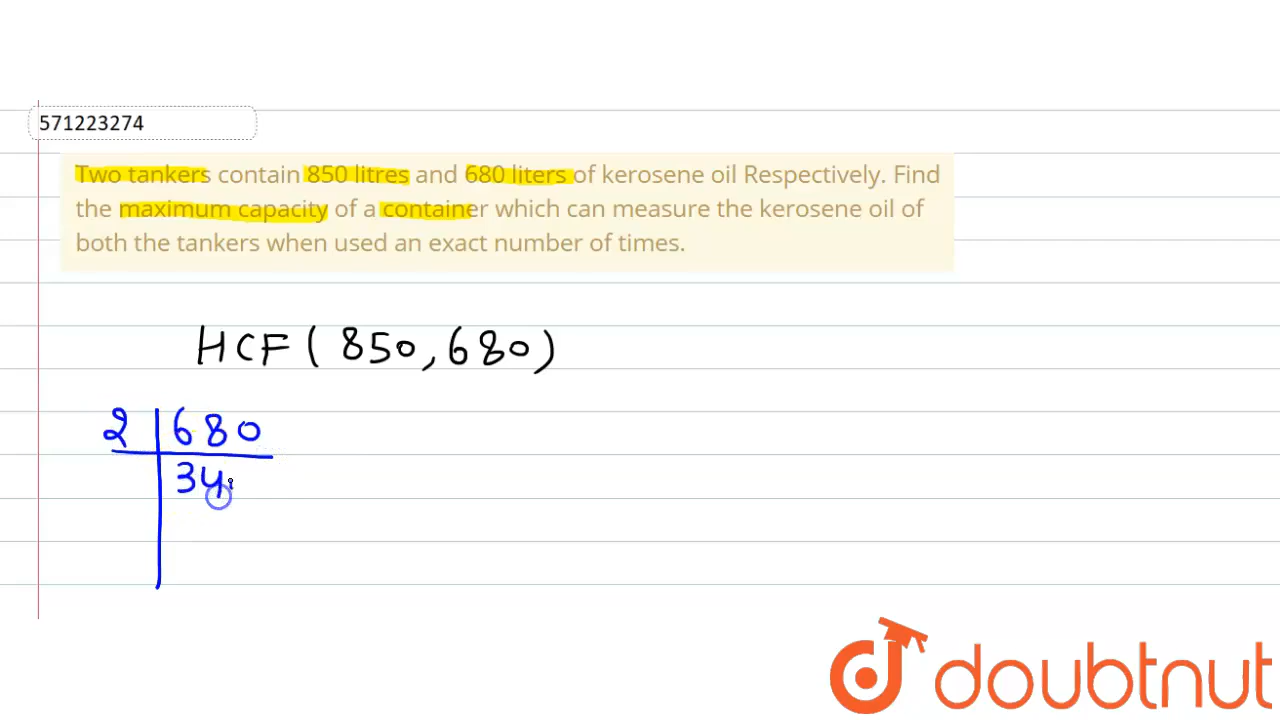 571223274
Two tankers contain 850 litres and 680 liters of kerosene oil Respectively. Find
the maximum capacity of a container which can measure the kerosene oil of
both the tankers when used an exact number of times.
HCF ( 850, 680)
2 680
34
doubtnut